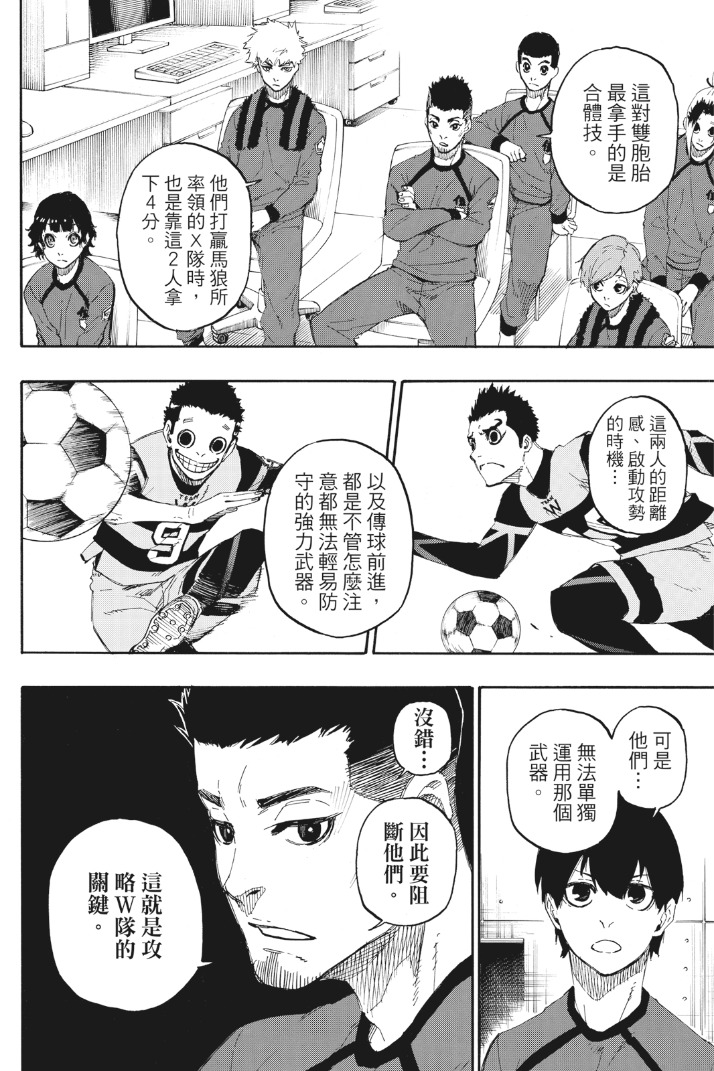 這對雙胞胎
最拿手的是
合體技。
他們打贏馬狼所
率領的X隊時，
也是靠這2人拿
下4分。
這兩人的距離
感、啟動攻勢
的時機…
以及傳球前進，
都是不管怎麼注
意都無法輕易防
守的強力武器。
TEAM
W
TEAM
9
可是
他們…
無法單獨
運用那個
武器。
沒錯…
因此要阻
斷他們。
這就是攻
略W隊的
關鍵。